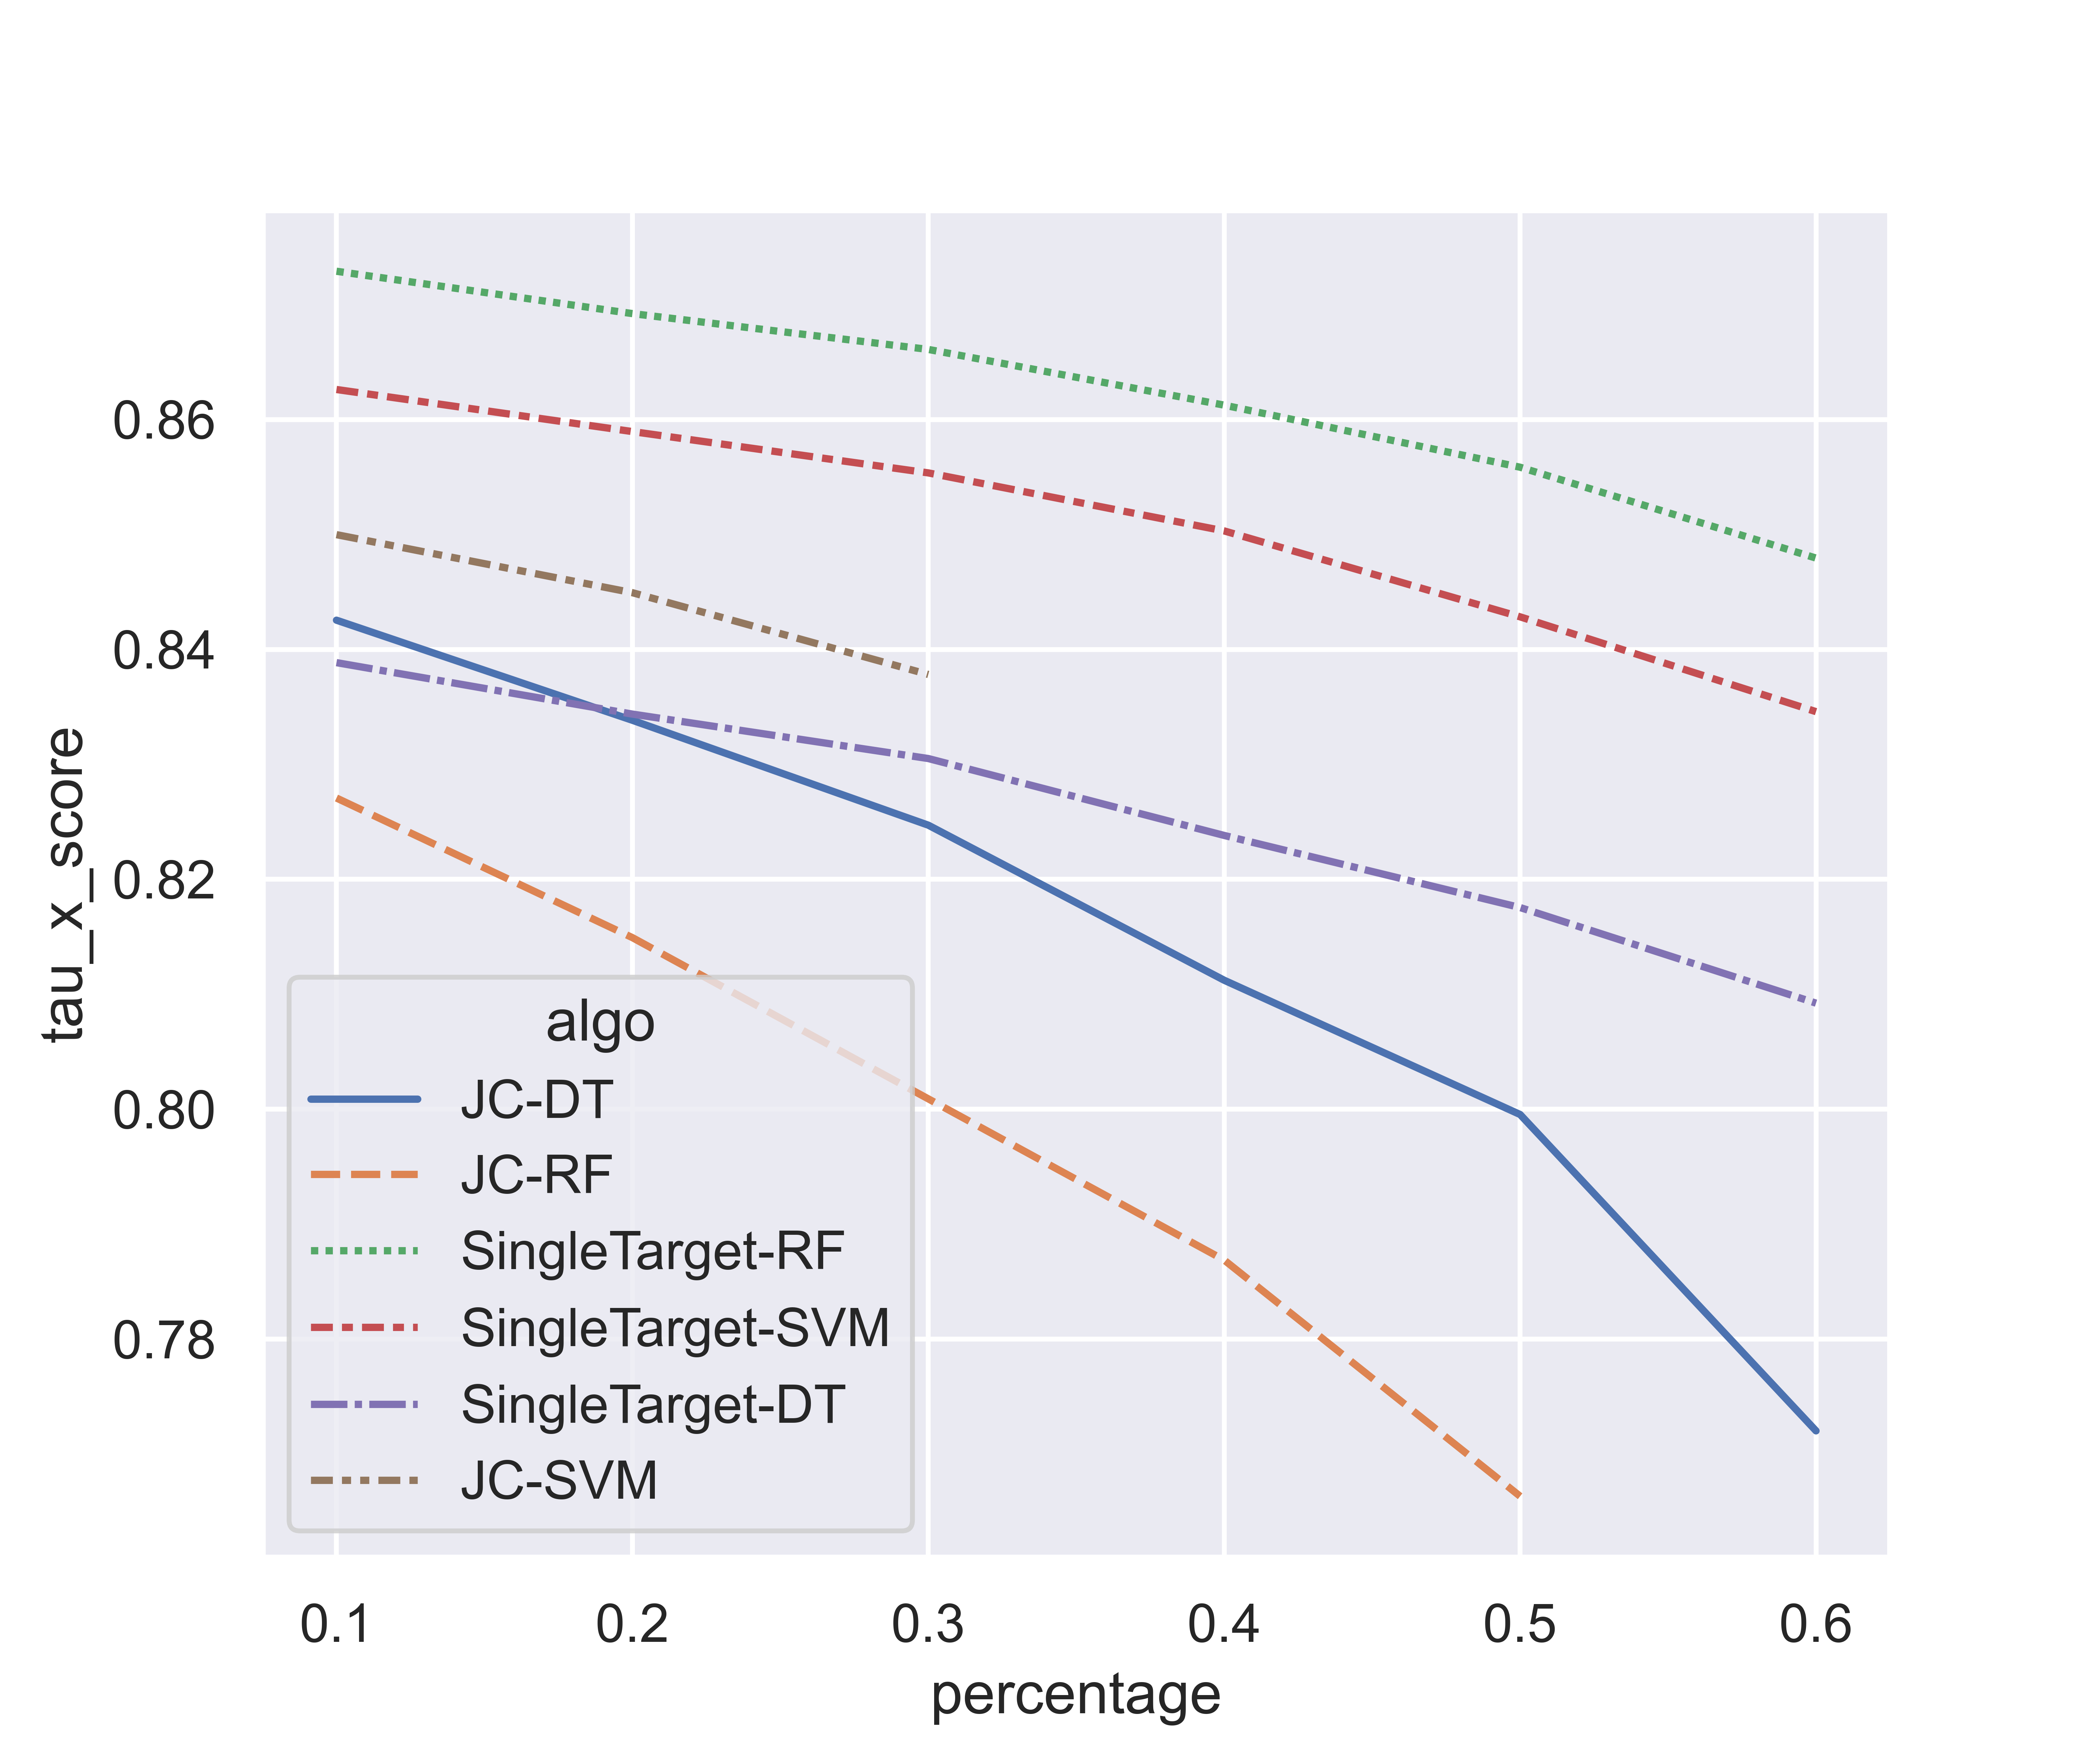 tau_x_score
0.86
0.84
0.82
0.80
0.78
algo
JC-DT
JC-RF
SingleTarget-RF
SingleTarget-SVM
SingleTarget-DT
JC-SVM
0.1 0.2 0.3 0.4 0.5 0.6
percentage